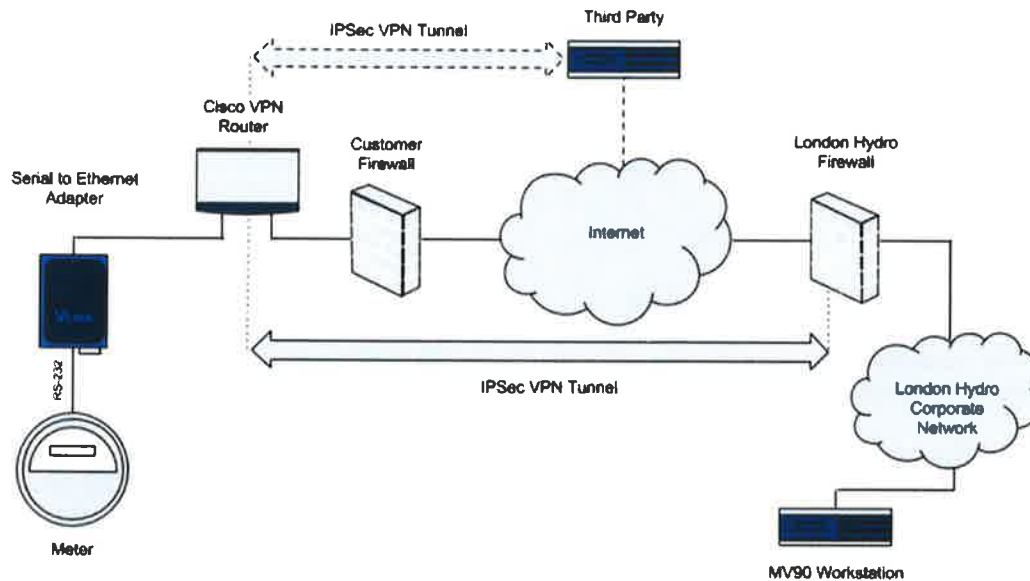 IPSec VPN Tunnel
Third Party
Cisco VPN
Router
Customer
Firewall
London Hydro
Firewall
Serial to Ethernet
Adapter
Internet
RS-232
IPSec VPN Tunnel
London Hydro
Corporate
Network
Meter
MV90 Workstation